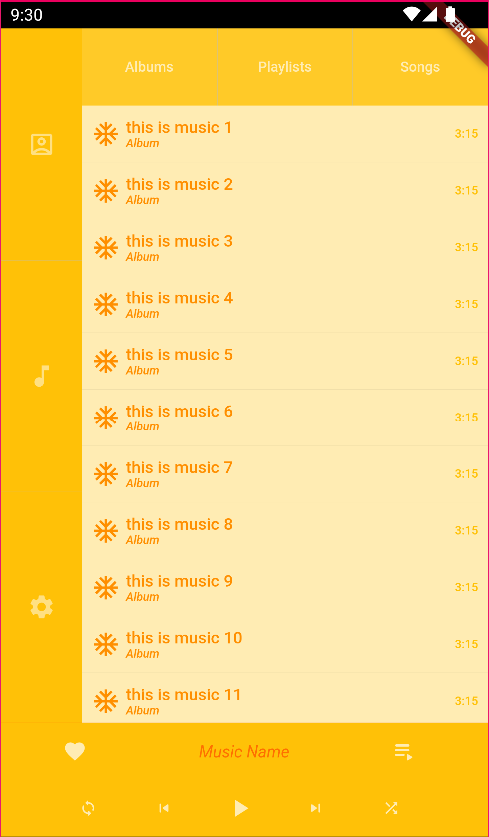 9:30
DEBUG
Albums Playlists Songs
this is music 1 3:15
Album
this is music 2 3:15
Album
this is music 3 3:15
Album
this is music 4 3:15
Album
this is music 5 3:15
Album
this is music 6 3:15
Album
this is music 7 3:15
Album
this is music 8 3:15
Album
this is music 9 3:15
Album
this is music 10 3:15
Album
this is music 11 3:15
Album
Music Name